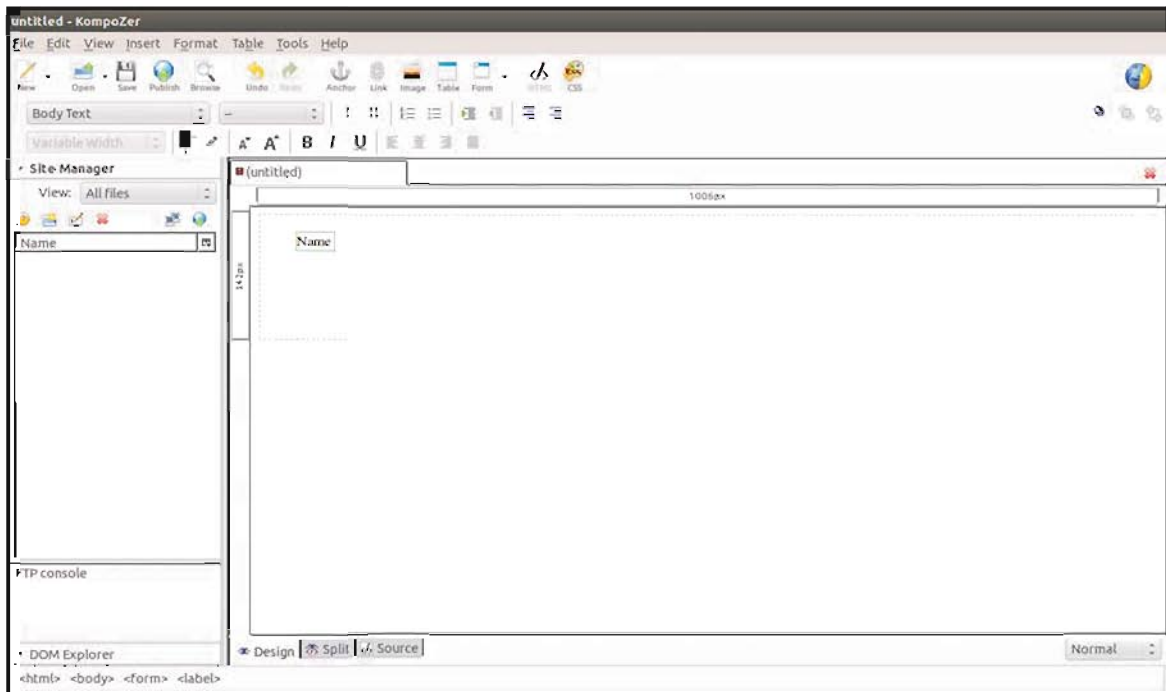 untitled - KompoZer
File Edit View Insert Format Table Tools Help
New Open Save Publish Browse Undo Redo Anchor Link Image Table Form HTML CSS
Body Text
–
Variable Width A A B I U
Site Manager
View: All files
Name
(untitled)
1006px
142px
Name
FTP console
DOM Explorer
Design Split Source
Normal
<html> <body> <form> <label>